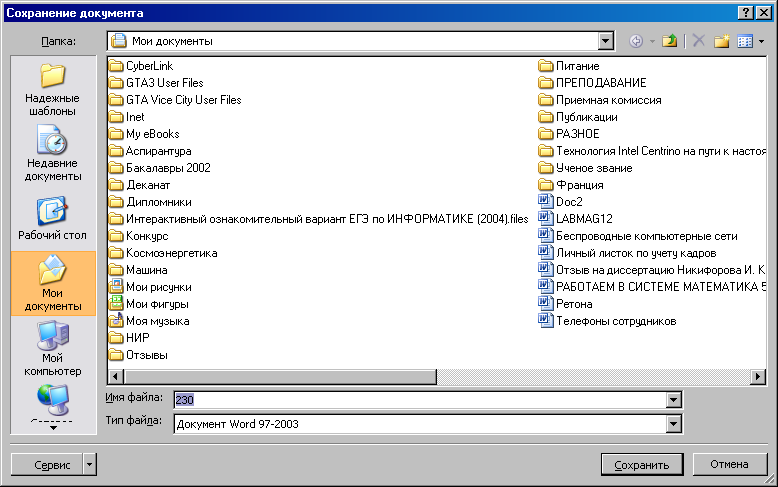 Сохранение документа
Папка:
Мои документы
Надежные
шаблоны
Недавние
документы
Рабочий стол
Мои
документы
Мой
компьютер
CyberLink
GTA3 User Files
GTA Vice City User Files
Inet
My eBooks
Аспирантура
Бакалавры 2002
Деканат
Дипломники
Интерактивный ознакомительный вариант ЕГЭ по ИНФОРМАТИКЕ (2004).files
Конкурс
Космоэнергетика
Машина
Мои рисунки
Мои фигуры
Моя музыка
НИР
Отзывы
Питание
ПРЕПОДАВАНИЕ
Приемная комиссия
Публикации
РАЗНОЕ
Технология Intel Centrino на пути к настоя
Ученое звание
Франция
Doc2
LABMAG12
Беспроводные компьютерные сети
Личный листок по учету кадров
Отзыв на диссертацию Никифорова И. К
РАБОТАЕМ В СИСТЕМЕ МАТЕМАТИКА 5
Ретона
Телефоны сотрудников
Имя файла:
230
Тип файла:
Документ Word 97-2003
Сервис
Сохранить
Отмена